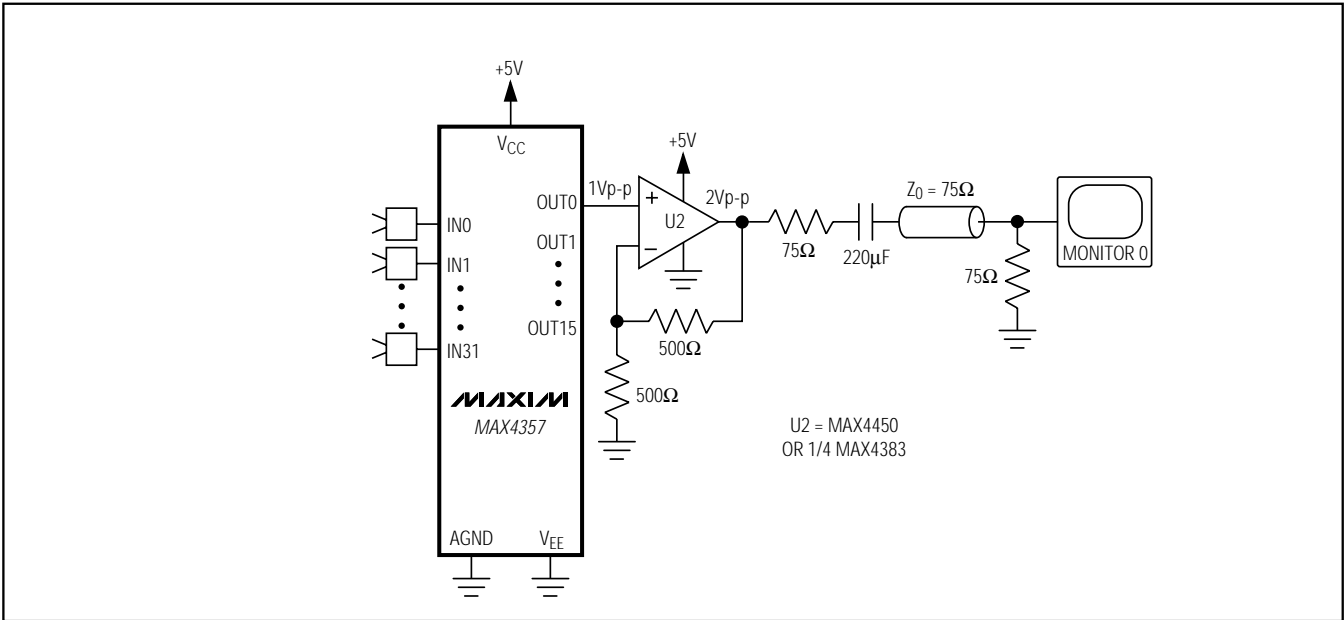 +5V
VCC
+5V
1Vp-p
2Vp-p
Z0 = 75Ω
OUT0
+
U2
−
IN0
OUT1
75Ω
220μF
MONITOR 0
IN1
75Ω
OUT15
IN31
500Ω
500Ω
MAXIM
MAX4357
U2 = MAX4450
OR 1/4 MAX4383
AGND
VEE